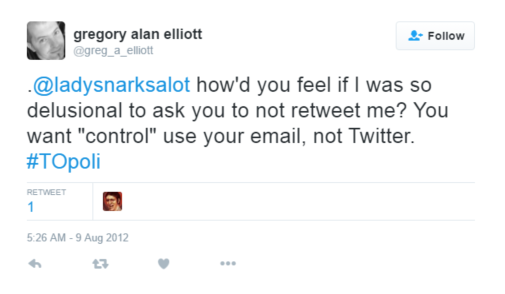 gregory alan elliott
@greg_a_elliott
Follow
.@ladysnarksalot how'd you feel if I was so
delusional to ask you to not retweet me? You
want "control" use your email, not Twitter.
#TOpoli
RETWEET
1
5:26 AM - 9 Aug 2012